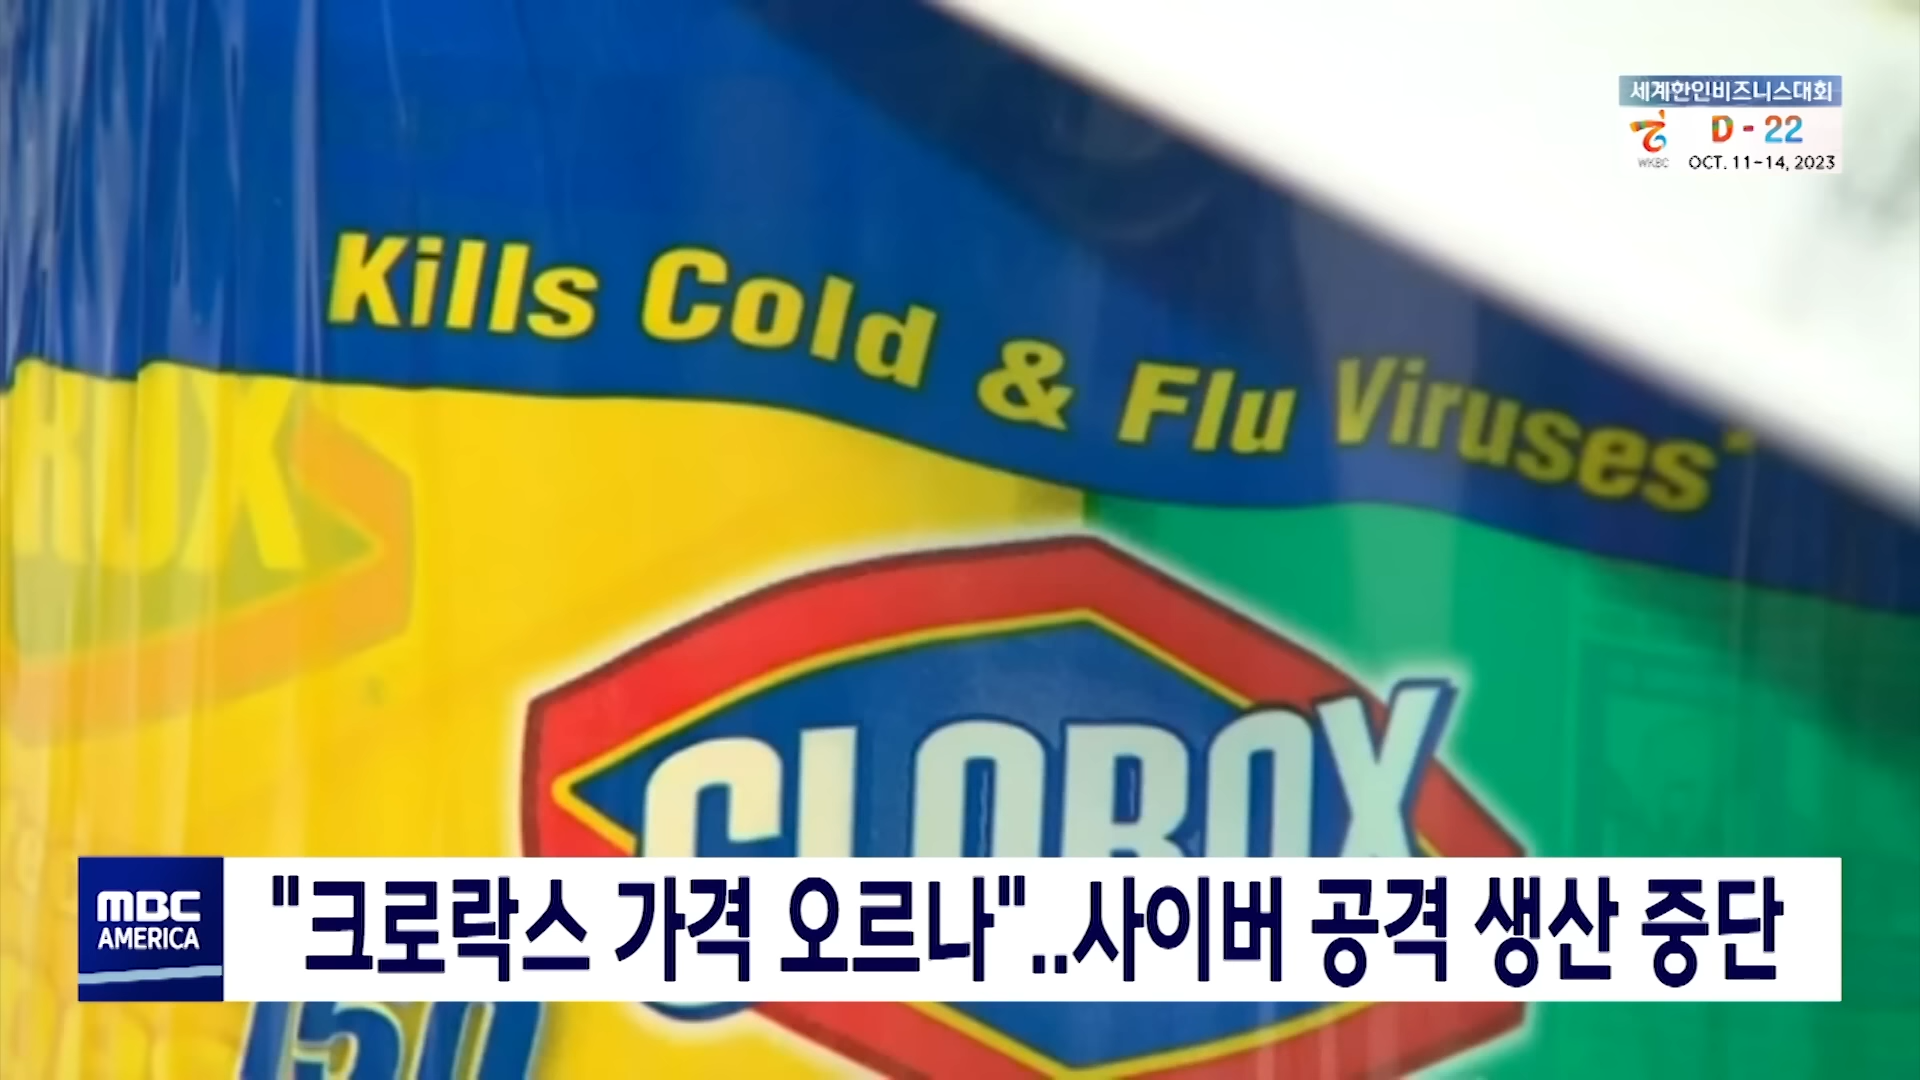 세계한인비즈니스대회
D - 22
WKBC
OCT. 11-14, 2023
Kills Cold & Flu Viruses*
ROX
CLOROX
MBC
AMERICA
"크로락스 가격 오르나"..사이버 공격 생산 중단
150